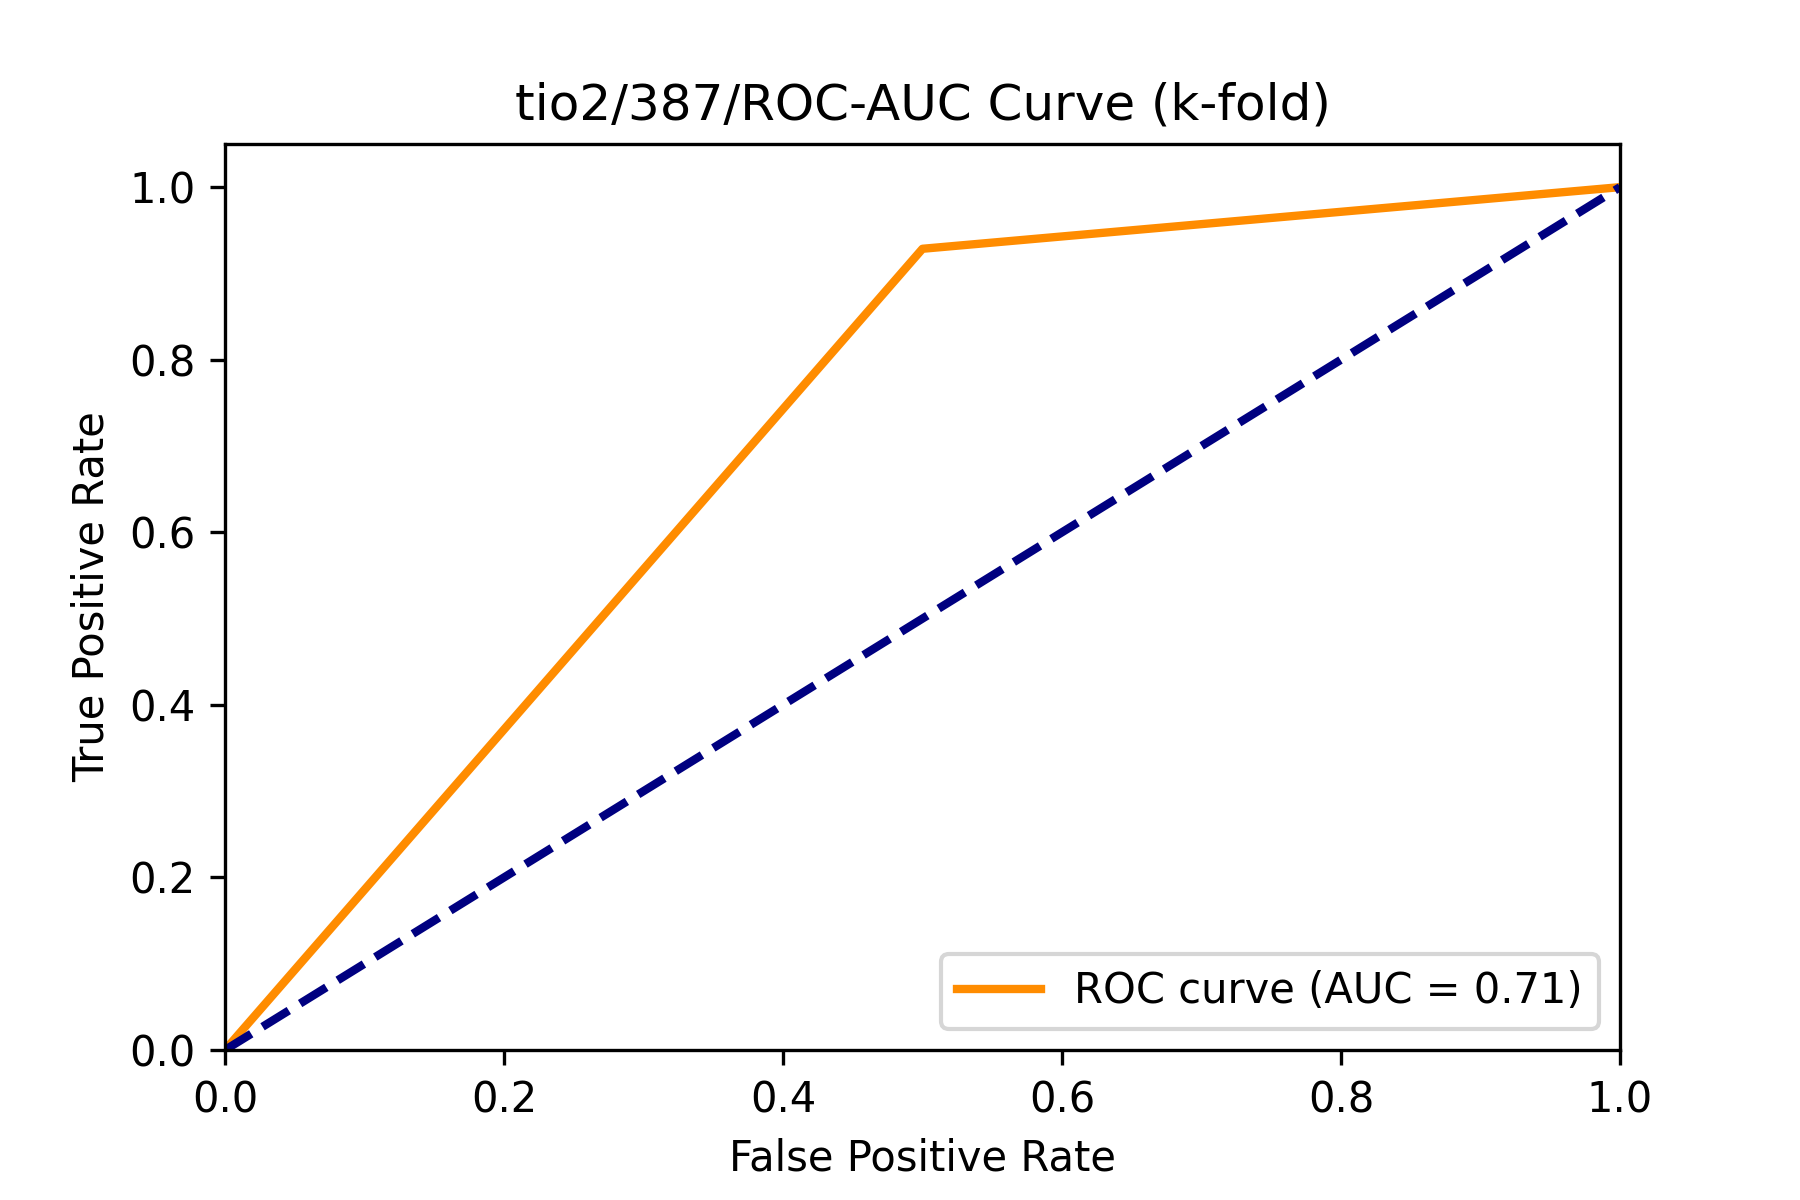 tio2/387/ROC-AUC Curve (k-fold)
True Positive Rate
1.0
0.8
0.6
0.4
0.2
0.0
ROC curve (AUC = 0.71)
0.0 0.2 0.4 0.6 0.8 1.0
False Positive Rate